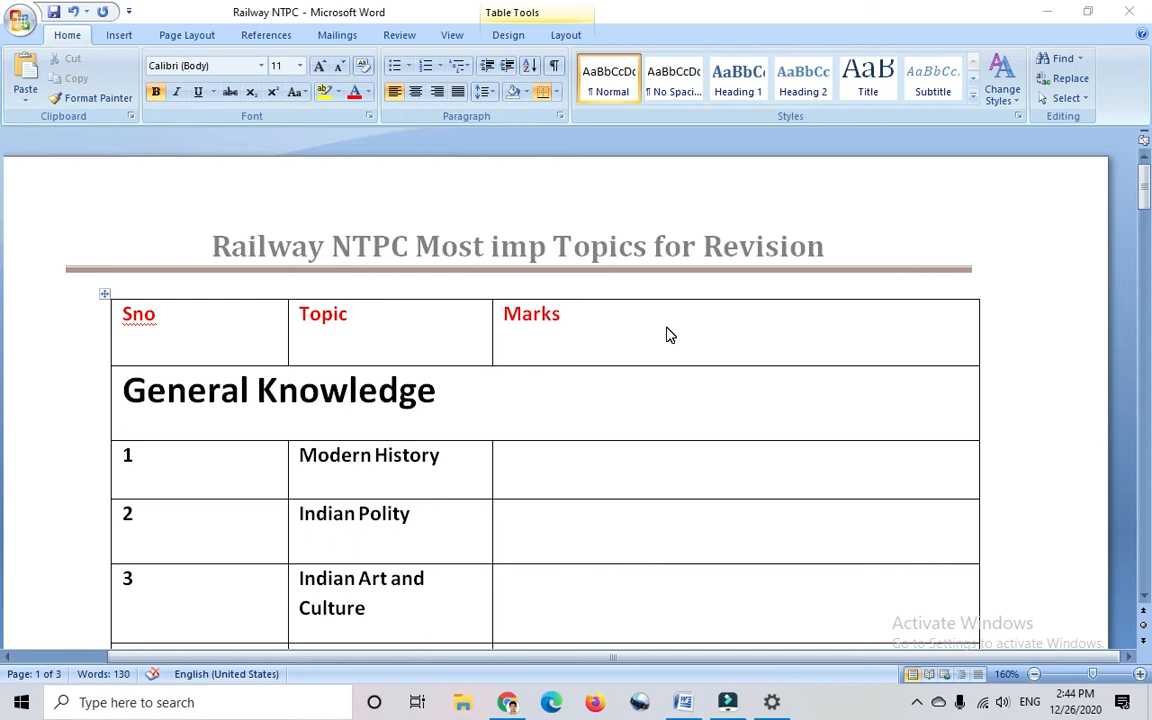 Railway NTPC - Microsoft Word
Table Tools
Home
Insert
Page Layout
References
Mailings
Review
View
Design
Layout
Paste
Cut
Copy
Format Painter
Clipboard
Calibri (Body)
11
Font
Paragraph
AaBbCcDc
¶ Normal
AaBbCcDc
¶ No Spaci...
AaBbC
Heading 1
AaBbCc
Heading 2
AaB
Title
AaBbCc.
Subtitle
Change
Styles
Styles
Find
Replace
Select
Editing
Railway NTPC Most imp Topics for Revision
Sno
Topic
Marks
General Knowledge
1
Modern History
2
Indian Polity
3
Indian Art and
Culture
Activate Windows
Go to Settings to activate Windows.
Page: 1 of 3
Words: 130
English (United States)
160%
Type here to search
ENG
2:44 PM
12/26/2020